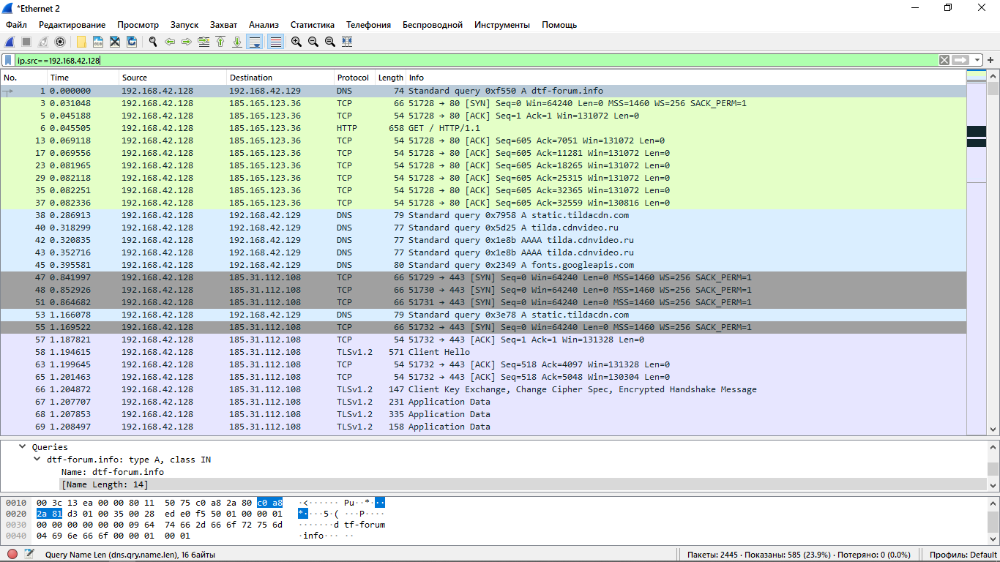 *Ethernet 2
Файл Редактирование Просмотр Запуск Захват Анализ Статистика Телефония Беспроводной Инструменты Помощь
ip.src==192.168.42.128
No. Time Source Destination Protocol Length Info
1 0.000000 192.168.42.128 192.168.42.129 DNS 74 Standard query 0xf550 A dtf-forum.info
3 0.031048 192.168.42.128 185.165.123.36 TCP 66 51728 → 80 [SYN] Seq=0 Win=64240 Len=0 MSS=1460 WS=256 SACK_PERM=1
5 0.045188 192.168.42.128 185.165.123.36 TCP 54 51728 → 80 [ACK] Seq=1 Ack=1 Win=131072 Len=0
6 0.045505 192.168.42.128 185.165.123.36 HTTP 658 GET / HTTP/1.1
13 0.069118 192.168.42.128 185.165.123.36 TCP 54 51728 → 80 [ACK] Seq=605 Ack=7051 Win=131072 Len=0
17 0.069556 192.168.42.128 185.165.123.36 TCP 54 51728 → 80 [ACK] Seq=605 Ack=11281 Win=131072 Len=0
23 0.081965 192.168.42.128 185.165.123.36 TCP 54 51728 → 80 [ACK] Seq=605 Ack=18265 Win=131072 Len=0
29 0.082118 192.168.42.128 185.165.123.36 TCP 54 51728 → 80 [ACK] Seq=605 Ack=25315 Win=131072 Len=0
35 0.082251 192.168.42.128 185.165.123.36 TCP 54 51728 → 80 [ACK] Seq=605 Ack=32365 Win=131072 Len=0
37 0.082336 192.168.42.128 185.165.123.36 TCP 54 51728 → 80 [ACK] Seq=605 Ack=32559 Win=130816 Len=0
38 0.286913 192.168.42.128 192.168.42.129 DNS 79 Standard query 0x7958 A static.tildacdn.com
40 0.318299 192.168.42.128 192.168.42.129 DNS 77 Standard query 0x5d25 A tilda.cdnvideo.ru
42 0.320835 192.168.42.128 192.168.42.129 DNS 77 Standard query 0x1e8b AAAA tilda.cdnvideo.ru
43 0.352716 192.168.42.128 192.168.42.129 DNS 77 Standard query 0x1e8b AAAA tilda.cdnvideo.ru
45 0.395581 192.168.42.128 192.168.42.129 DNS 80 Standard query 0x2349 A fonts.googleapis.com
47 0.841997 192.168.42.128 185.31.112.108 TCP 66 51729 → 443 [SYN] Seq=0 Win=64240 Len=0 MSS=1460 WS=256 SACK_PERM=1
48 0.852926 192.168.42.128 185.31.112.108 TCP 66 51730 → 443 [SYN] Seq=0 Win=64240 Len=0 MSS=1460 WS=256 SACK_PERM=1
51 0.864682 192.168.42.128 185.31.112.108 TCP 66 51731 → 443 [SYN] Seq=0 Win=64240 Len=0 MSS=1460 WS=256 SACK_PERM=1
53 1.166078 192.168.42.128 192.168.42.129 DNS 79 Standard query 0x3e78 A static.tildacdn.com
55 1.169522 192.168.42.128 185.31.112.108 TCP 66 51732 → 443 [SYN] Seq=0 Win=64240 Len=0 MSS=1460 WS=256 SACK_PERM=1
57 1.187821 192.168.42.128 185.31.112.108 TCP 54 51732 → 443 [ACK] Seq=1 Ack=1 Win=131328 Len=0
58 1.194615 192.168.42.128 185.31.112.108 TLSv1.2 571 Client Hello
63 1.199645 192.168.42.128 185.31.112.108 TCP 54 51732 → 443 [ACK] Seq=518 Ack=4097 Win=131328 Len=0
65 1.201463 192.168.42.128 185.31.112.108 TCP 54 51732 → 443 [ACK] Seq=518 Ack=5048 Win=130304 Len=0
66 1.204872 192.168.42.128 185.31.112.108 TLSv1.2 147 Client Key Exchange, Change Cipher Spec, Encrypted Handshake Message
67 1.207707 192.168.42.128 185.31.112.108 TLSv1.2 231 Application Data
68 1.207853 192.168.42.128 185.31.112.108 TLSv1.2 335 Application Data
69 1.208497 192.168.42.128 185.31.112.108 TLSv1.2 158 Application Data
Queries
dtf-forum.info: type A, class IN
Name: dtf-forum.info
[Name Length: 14]
0010 00 3c 13 ea 00 00 80 11 50 75 c0 a8 2a 80 c0 a8 ·<······ Pu··*···
0020 2a 81 d3 01 00 35 00 28 ed e0 f5 50 01 00 00 01 *····5·( ···P····
0030 00 00 00 00 00 00 09 64 74 66 2d 66 6f 72 75 6d ·······d tf-forum
0040 04 69 6e 66 6f 00 00 01 00 01 ·info··· ··
Query Name Len (dns.qry.name.len), 16 байты
Пакеты: 2445 · Показаны: 585 (23.9%) · Потеряно: 0 (0.0%)
Профиль: Default